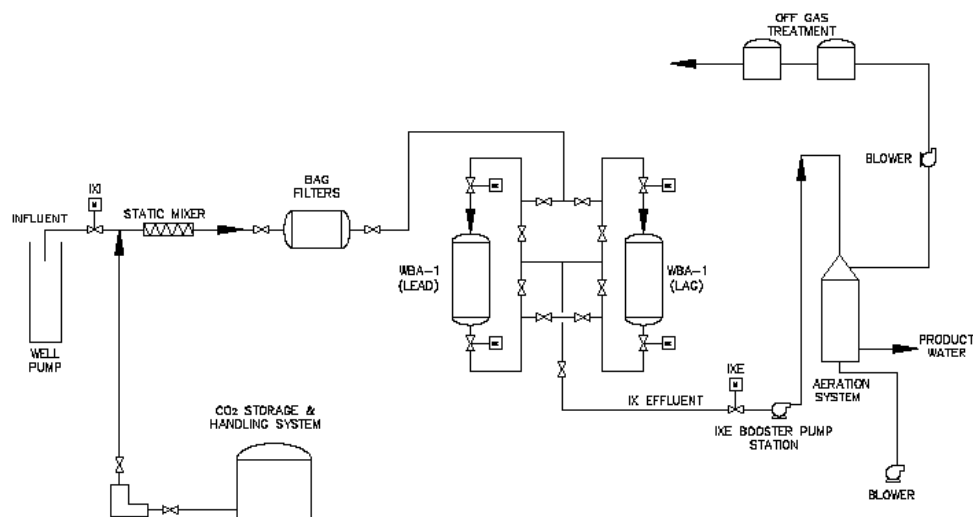 OFF GAS
TREATMENT
BLOWER
IXI
M
BAG
FILTERS
STATIC MIXER
INFLUENT
WBA-1
(LEAD)
WBA-1
(LAG)
WELL
PUMP
PRODUCT
WATER
IXE
M
AERATION
SYSTEM
IX EFFLUENT
IXE BOOSTER PUMP
STATION
CO2 STORAGE &
HANDLING SYSTEM
BLOWER